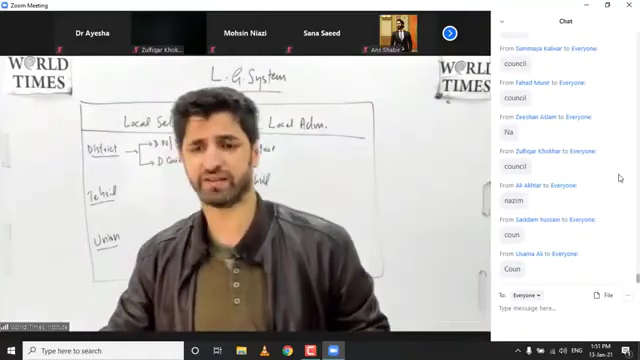 Zoom Meeting
Dr Ayesha
Zulfiqar Khok...
Mohsin Niazi
Sana Saeed
Ans Shabir
Chat
WORLD TIMES
L.G. System
WORLD TIMES
Local Sel
Local Adm.
District
D
D
Tehsil
Union
World Times Institute
From Summaya Kalwar to Everyone:
council
From Fahad Munir to Everyone:
council
From Zeeshan Aslam to Everyone:
Na
From Zulfiqar Khokhar to Everyone:
council
From Ali Akhtar to Everyone:
nazim
From Saddam hussain to Everyone:
coun
From Usama Ali to Everyone:
Coun
To: Everyone
File
Type message here...
Type here to search
1:51 PM
13-Jan-21